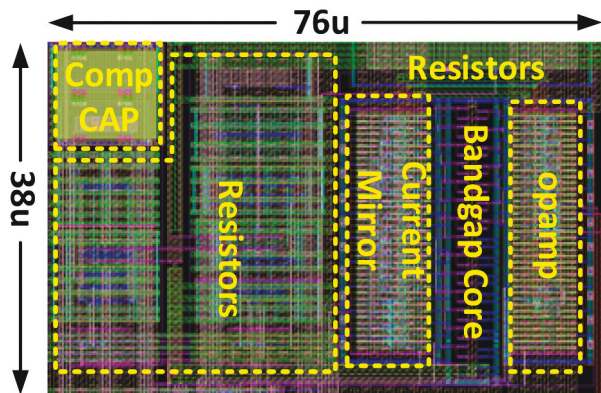 76u
38u
Comp
CAP
Resistors
Resistors
Current
Mirror
Bandgap Core
opamp